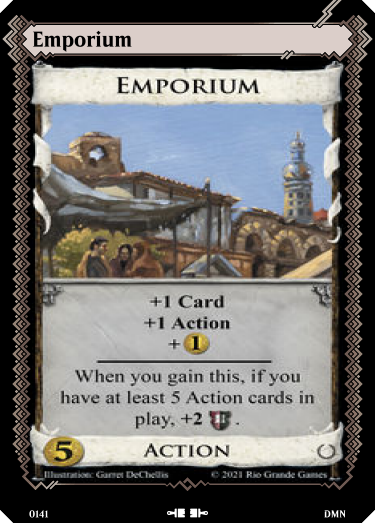 Emporium
EMPORIUM
+1 Card
+1 Action
+ 1
When you gain this, if you
have at least 5 Action cards in
play, +2 .
5 ACTION
Illustration: Garret DeChellis © 2021 Rio Grande Games
0141 DMN